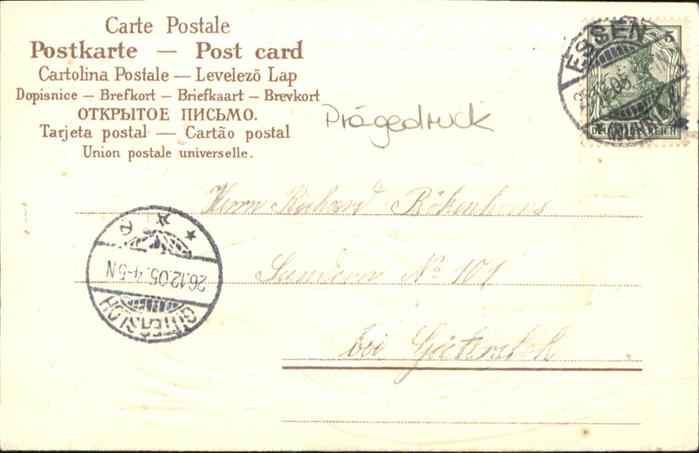 Carte Postale
Postkarte — Post card
Cartolina Postale — Levelező Lap
Dopisnice — Brefkort — Briefkaart — Brevkort
ОТКРЫТОЕ ПИСЬМО.
Tarjeta postal — Cartão postal
Union postale universelle.
Prägedruck
ESSEN
5
DEUTSCHES REICH
Herrn Richard
Sundern No 101
bei Gütersloh
GÜTERSLOH
26.12.05. 4-5N